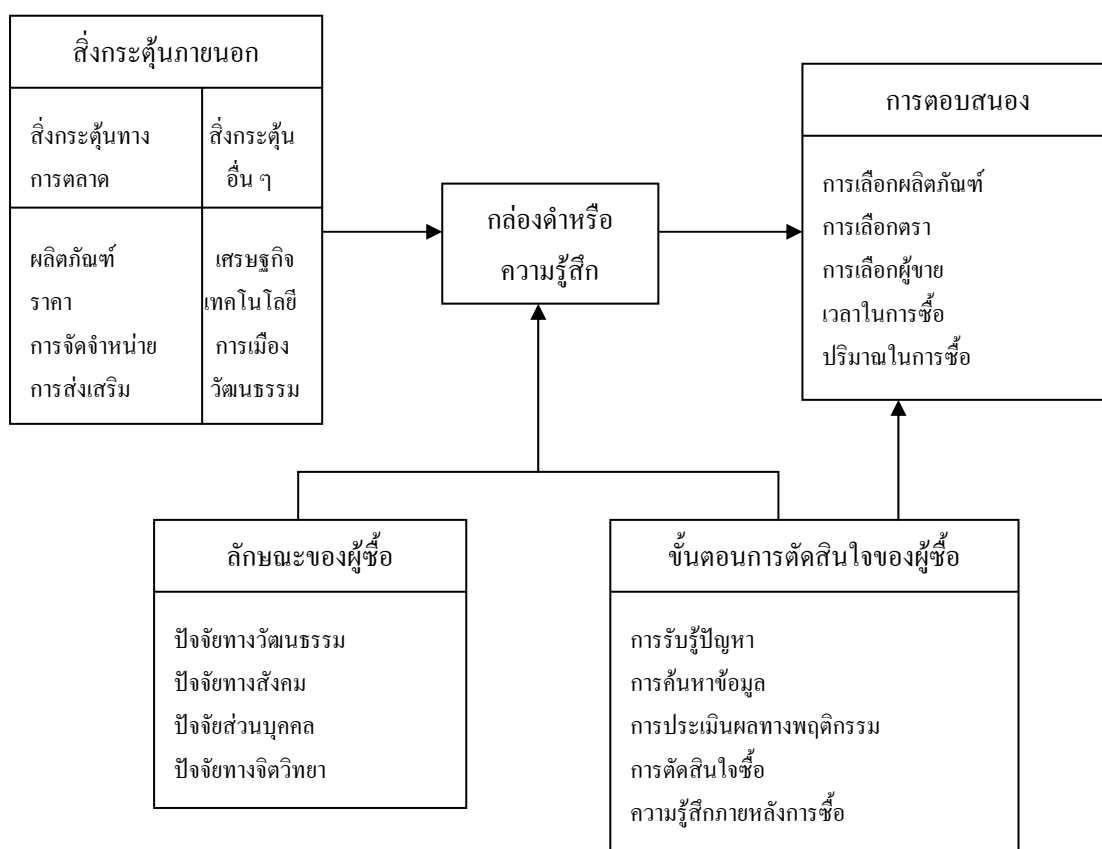 สิ่งกระตุ้นภายนอก
สิ่งกระตุ้นทาง
การตลาด
สิ่งกระตุ้น
อื่น ๆ
ผลิตภัณฑ์
ราคา
การจัดจำหน่าย
การส่งเสริม
เศรษฐกิจ
เทคโนโลยี
การเมือง
วัฒนธรรม
กล่องดำหรือ
ความรู้สึก
การตอบสนอง
การเลือกผลิตภัณฑ์
การเลือกตรา
การเลือกผู้ขาย
เวลาในการซื้อ
ปริมาณในการซื้อ
ลักษณะของผู้ซื้อ
ปัจจัยทางวัฒนธรรม
ปัจจัยทางสังคม
ปัจจัยส่วนบุคคล
ปัจจัยทางจิตวิทยา
ขั้นตอนการตัดสินใจของผู้ซื้อ
การรับรู้ปัญหา
การค้นหาข้อมูล
การประเมินผลทางพฤติกรรม
การตัดสินใจซื้อ
ความรู้สึกภายหลังการซื้อ